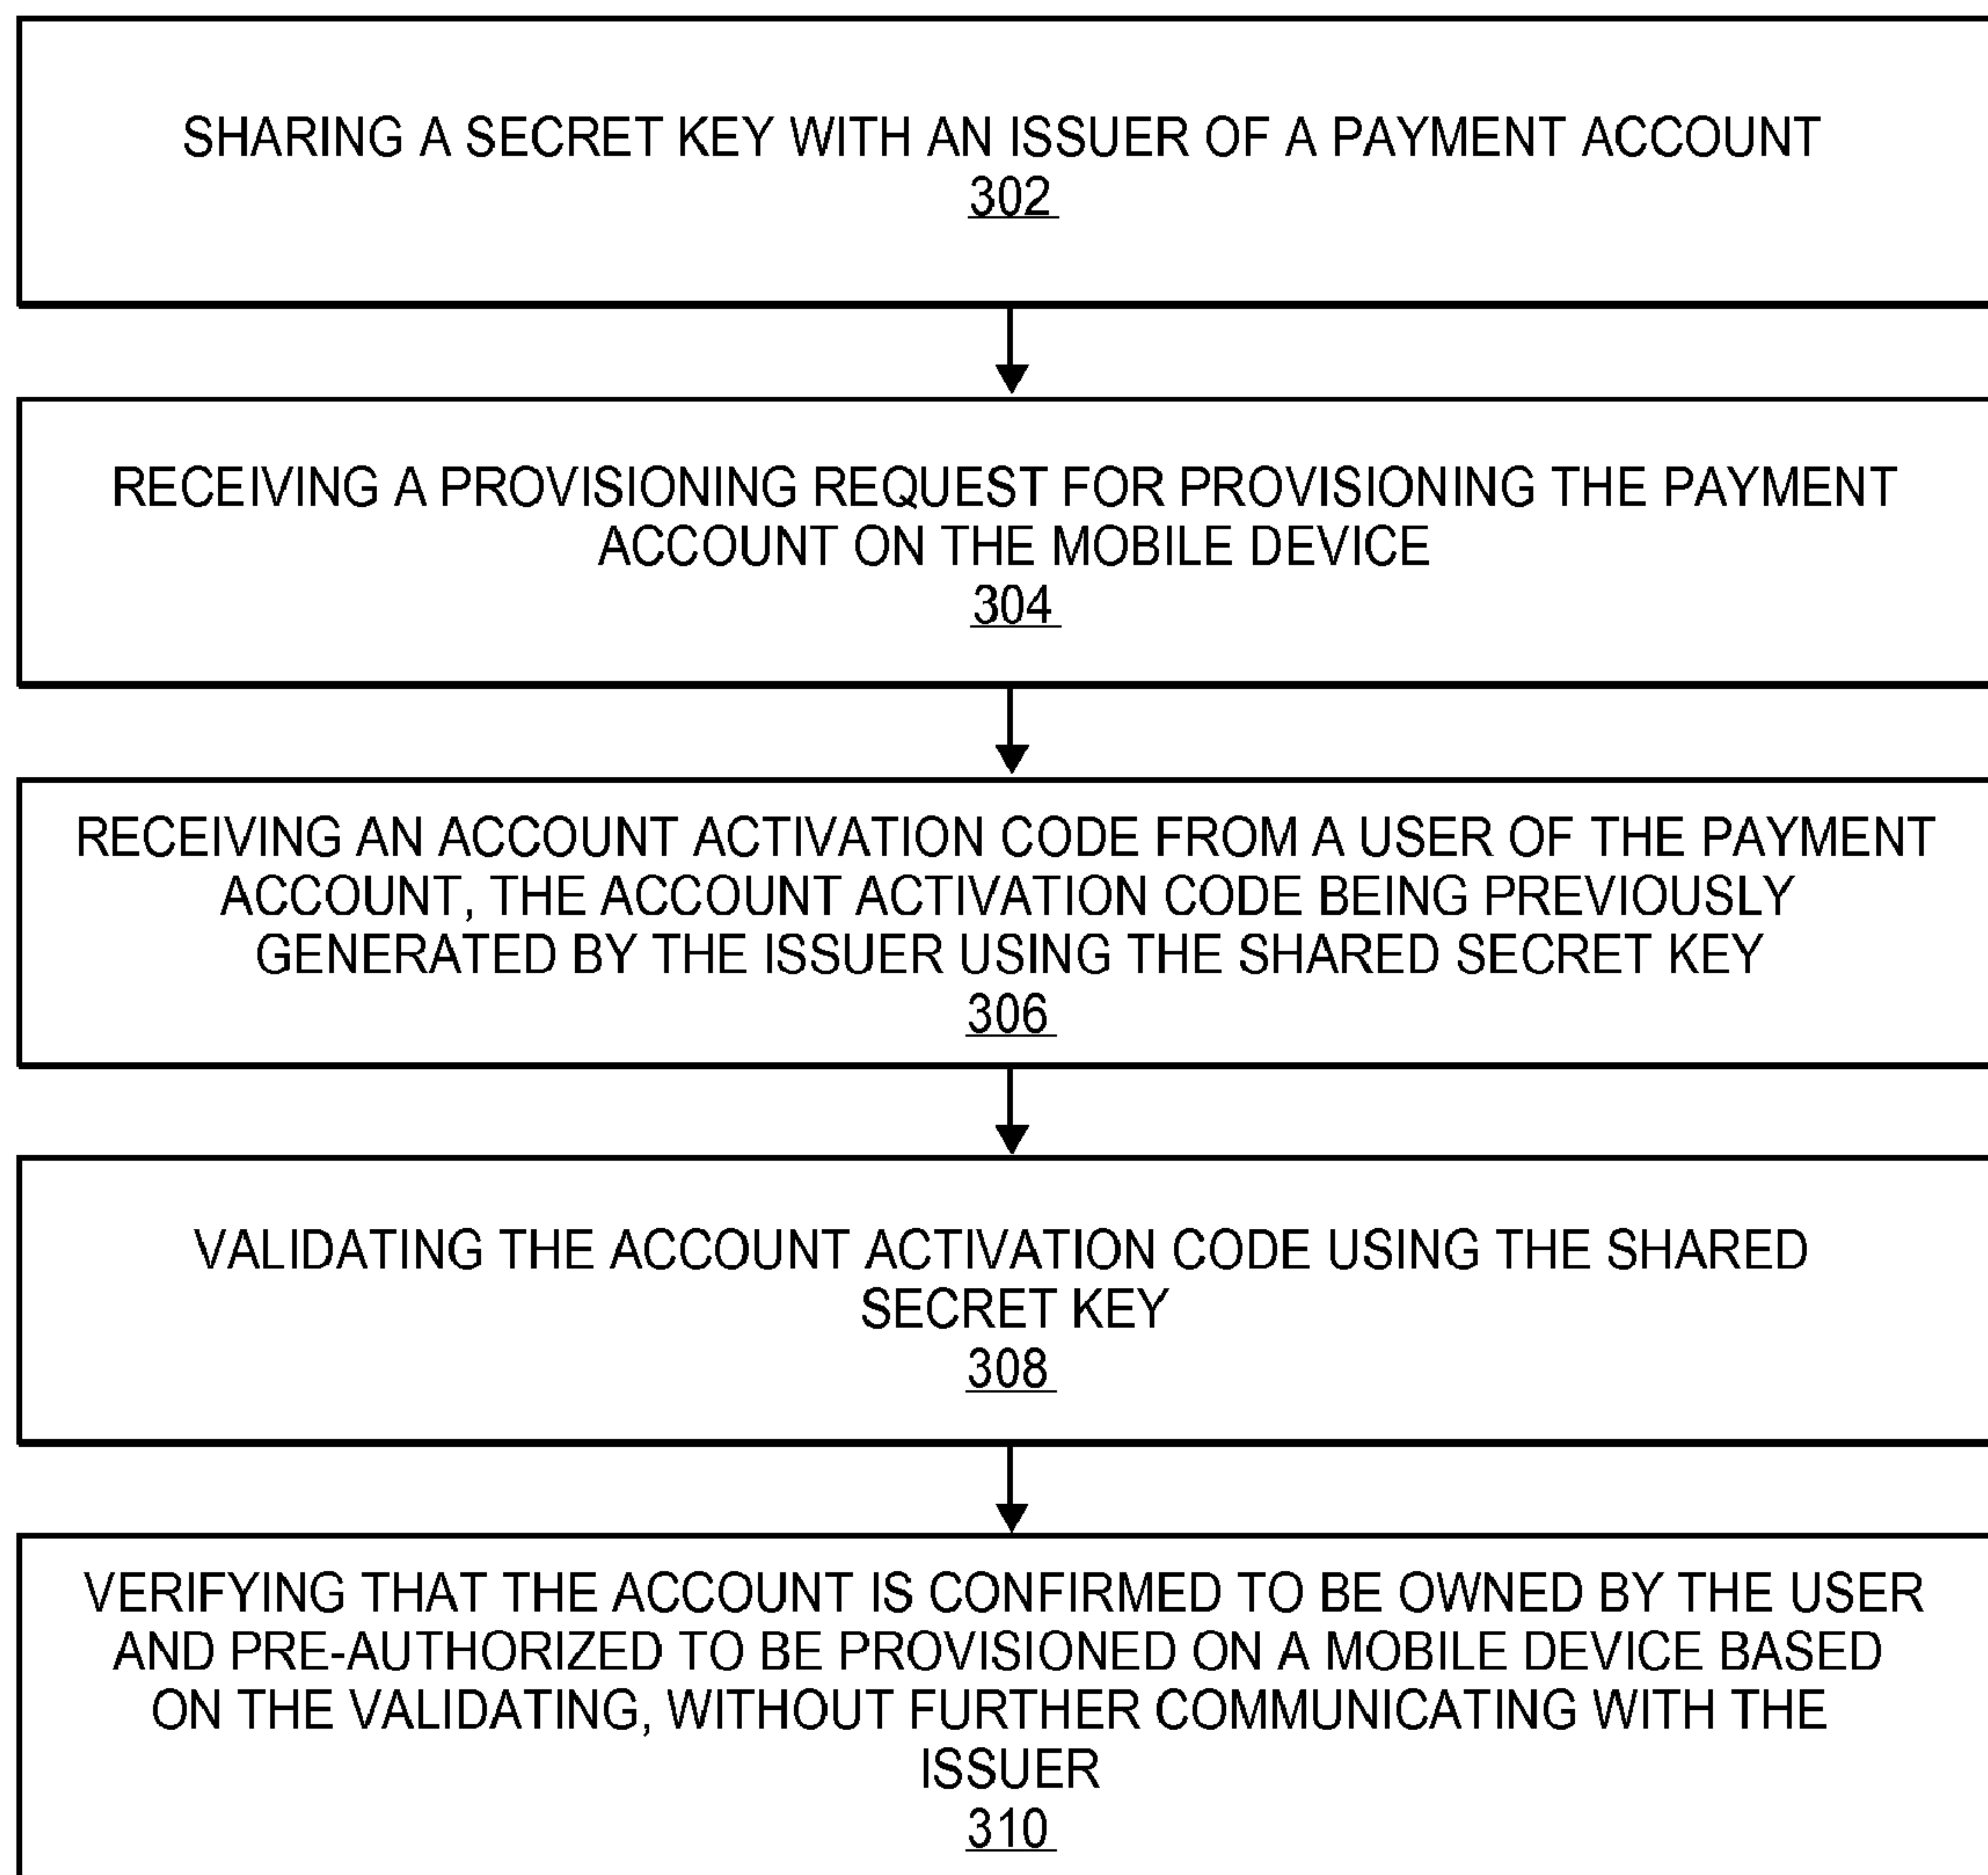 SHARING A SECRET KEY WITH AN ISSUER OF A PAYMENT ACCOUNT
302
RECEIVING A PROVISIONING REQUEST FOR PROVISIONING THE PAYMENT
ACCOUNT ON THE MOBILE DEVICE
304
RECEIVING AN ACCOUNT ACTIVATION CODE FROM A USER OF THE PAYMENT
ACCOUNT, THE ACCOUNT ACTIVATION CODE BEING PREVIOUSLY
GENERATED BY THE ISSUER USING THE SHARED SECRET KEY
306
VALIDATING THE ACCOUNT ACTIVATION CODE USING THE SHARED
SECRET KEY
308
VERIFYING THAT THE ACCOUNT IS CONFIRMED TO BE OWNED BY THE USER
AND PRE-AUTHORIZED TO BE PROVISIONED ON A MOBILE DEVICE BASED
ON THE VALIDATING, WITHOUT FURTHER COMMUNICATING WITH THE
ISSUER
310